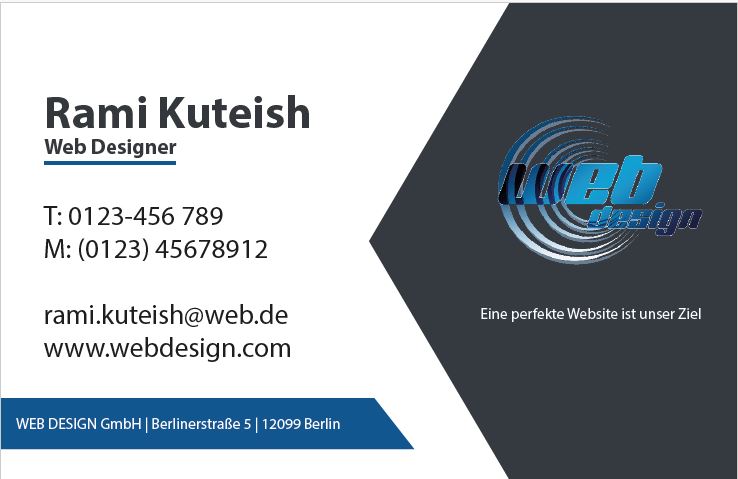 Rami Kuteish
Web Designer
T: 0123-456 789
M: (0123) 45678912
rami.kuteish@web.de
www.webdesign.com
WEB DESIGN GmbH | Berlinerstraße 5 | 12099 Berlin
web
design
Eine perfekte Website ist unser Ziel